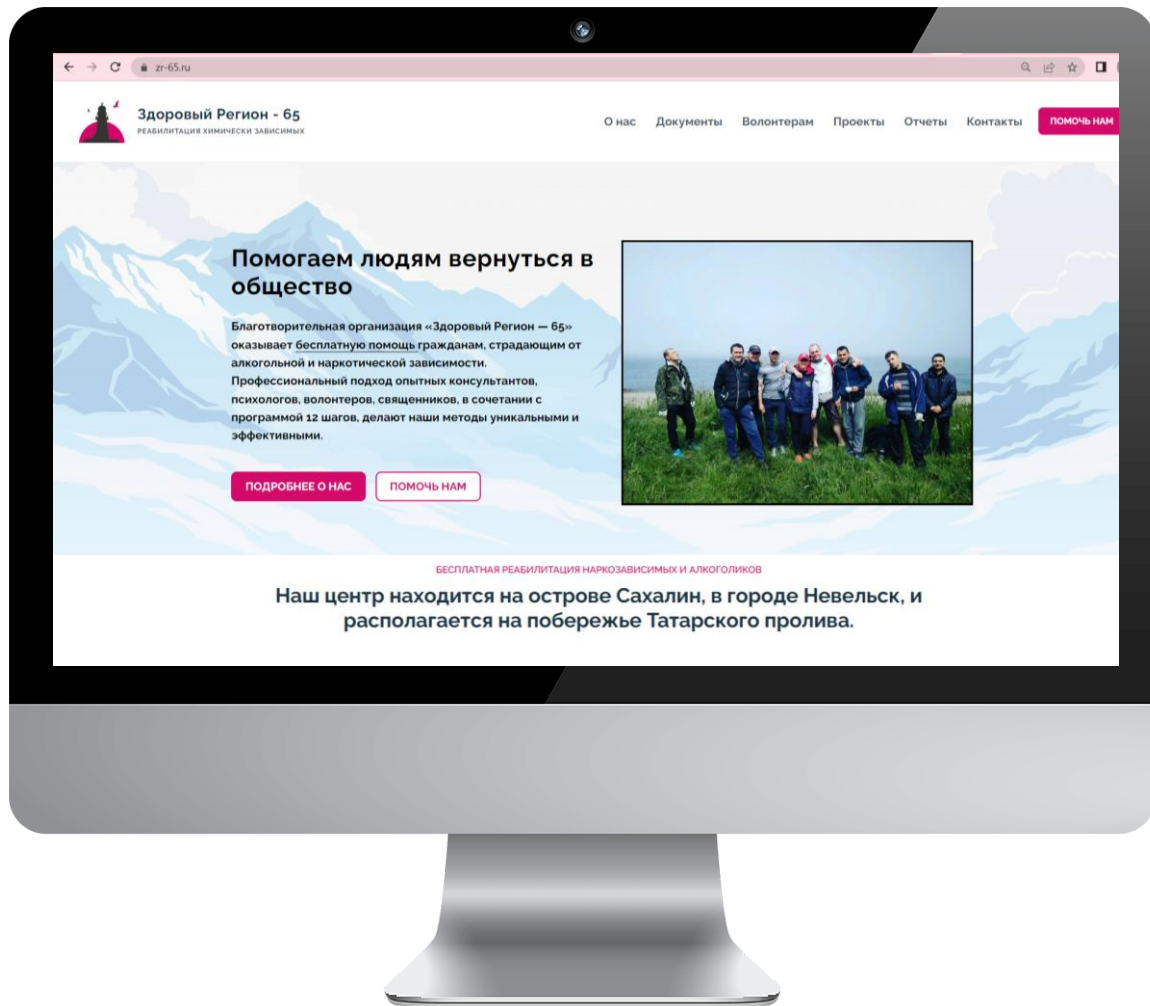 zr-65.ru
Здоровый Регион - 65
РЕАБИЛИТАЦИЯ ХИМИЧЕСКИ ЗАВИСИМЫХ
О нас Документы Волонтерам Проекты Отчеты Контакты ПОМОЧЬ НАМ
Помогаем людям вернуться в
общество
Благотворительная организация «Здоровый Регион — 65»
оказывает бесплатную помощь гражданам, страдающим от
алкогольной и наркотической зависимости.
Профессиональный подход опытных консультантов,
психологов, волонтеров, священников, в сочетании с
программой 12 шагов, делают наши методы уникальными и
эффективными.
ПОДРОБНЕЕ О НАС ПОМОЧЬ НАМ
БЕСПЛАТНАЯ РЕАБИЛИТАЦИЯ НАРКОЗАВИСИМЫХ И АЛКОГОЛИКОВ
Наш центр находится на острове Сахалин, в городе Невельск, и
располагается на побережье Татарского пролива.